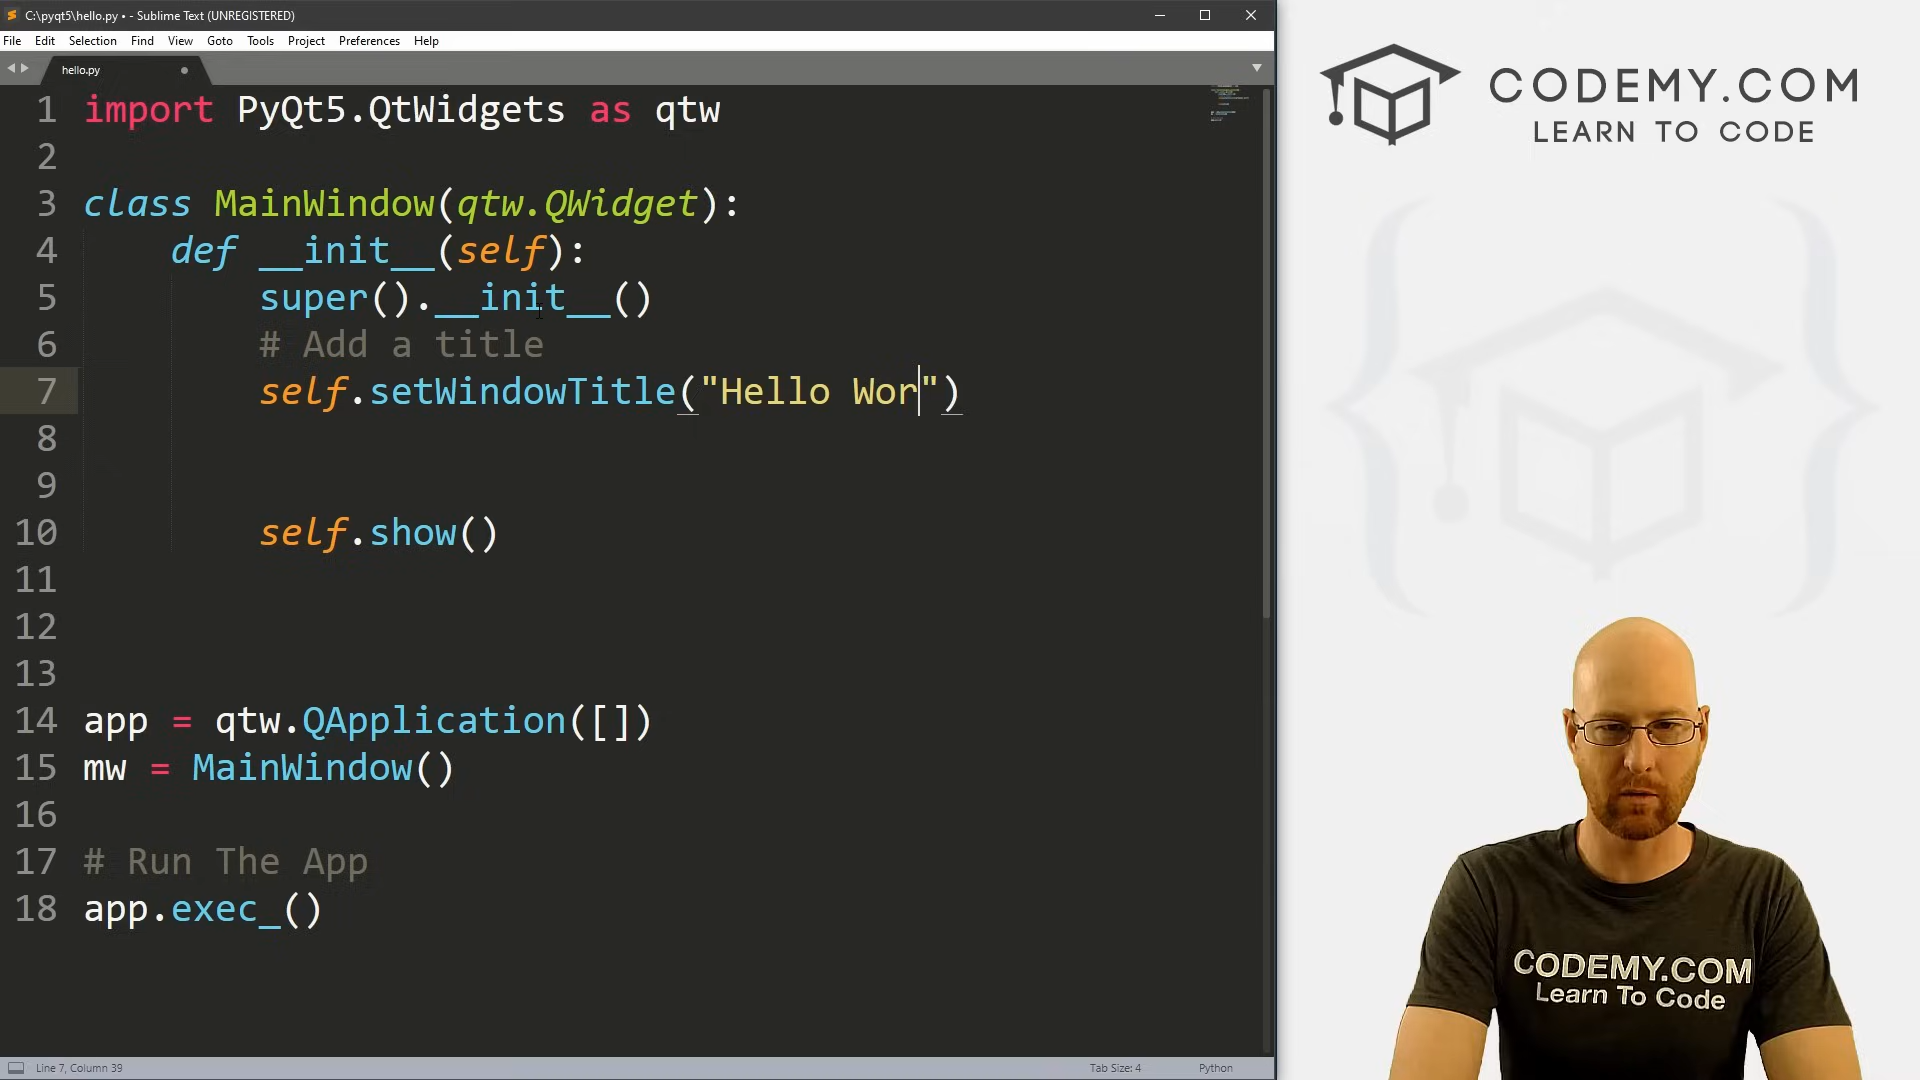 C:\pyqt5\hello.py • - Sublime Text (UNREGISTERED)
File Edit Selection Find View Goto Tools Project Preferences Help
hello.py
1 import PyQt5.QtWidgets as qtw
2
3 class MainWindow(qtw.QWidget):
4 def __init__(self):
5 super().__init__()
6 # Add a title
7 self.setWindowTitle("Hello Wor")
8
9
10 self.show()
11
12
13
14 app = qtw.QApplication([])
15 mw = MainWindow()
16
17 # Run The App
18 app.exec_()
Line 7, Column 39
Tab Size: 4
Python
CODEMY.COM
LEARN TO CODE
CODEMY.COM
Learn To Code